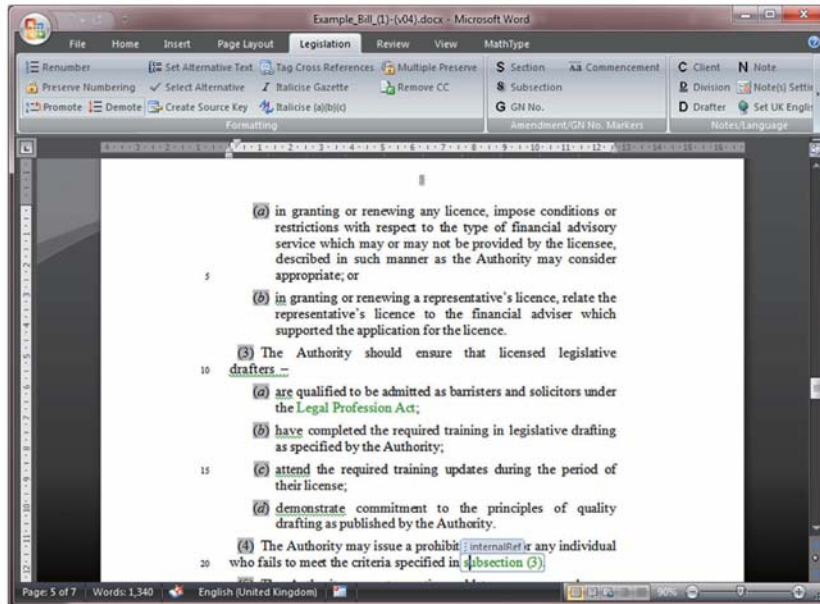 Example_Bill_(1)-(v04).docx - Microsoft Word
File Home Insert Page Layout Legislation Review View MathType
Renumber Set Alternative Text Tag Cross References Multiple Preserve S Section Aa Commencement C Client N Note
Preserve Numbering Select Alternative I Italicise Gazette Remove CC S Subsection D Division Note(s) Settin
Promote Demote Create Source Key Italicise (a)(b)(c) G GN No. D Drafter Set UK Englis
Formatting Amendment/GN No. Markers Notes/Language
(a) in granting or renewing any licence, impose conditions or
restrictions with respect to the type of financial advisory
service which may or may not be provided by the licensee,
described in such manner as the Authority may consider
5 appropriate; or
(b) in granting or renewing a representative's licence, relate the
representative's licence to the financial adviser which
supported the application for the licence.
(3) The Authority should ensure that licensed legislative
10 drafters –
(a) are qualified to be admitted as barristers and solicitors under
the Legal Profession Act;
(b) have completed the required training in legislative drafting
as specified by the Authority;
15 (c) attend the required training updates during the period of
their license;
(d) demonstrate commitment to the principles of quality
drafting as published by the Authority.
(4) The Authority may issue a prohibit internalRef r any individual
20 who fails to meet the criteria specified in subsection (3).
Page: 5 of 7 Words: 1,340 English (United Kingdom) 90%